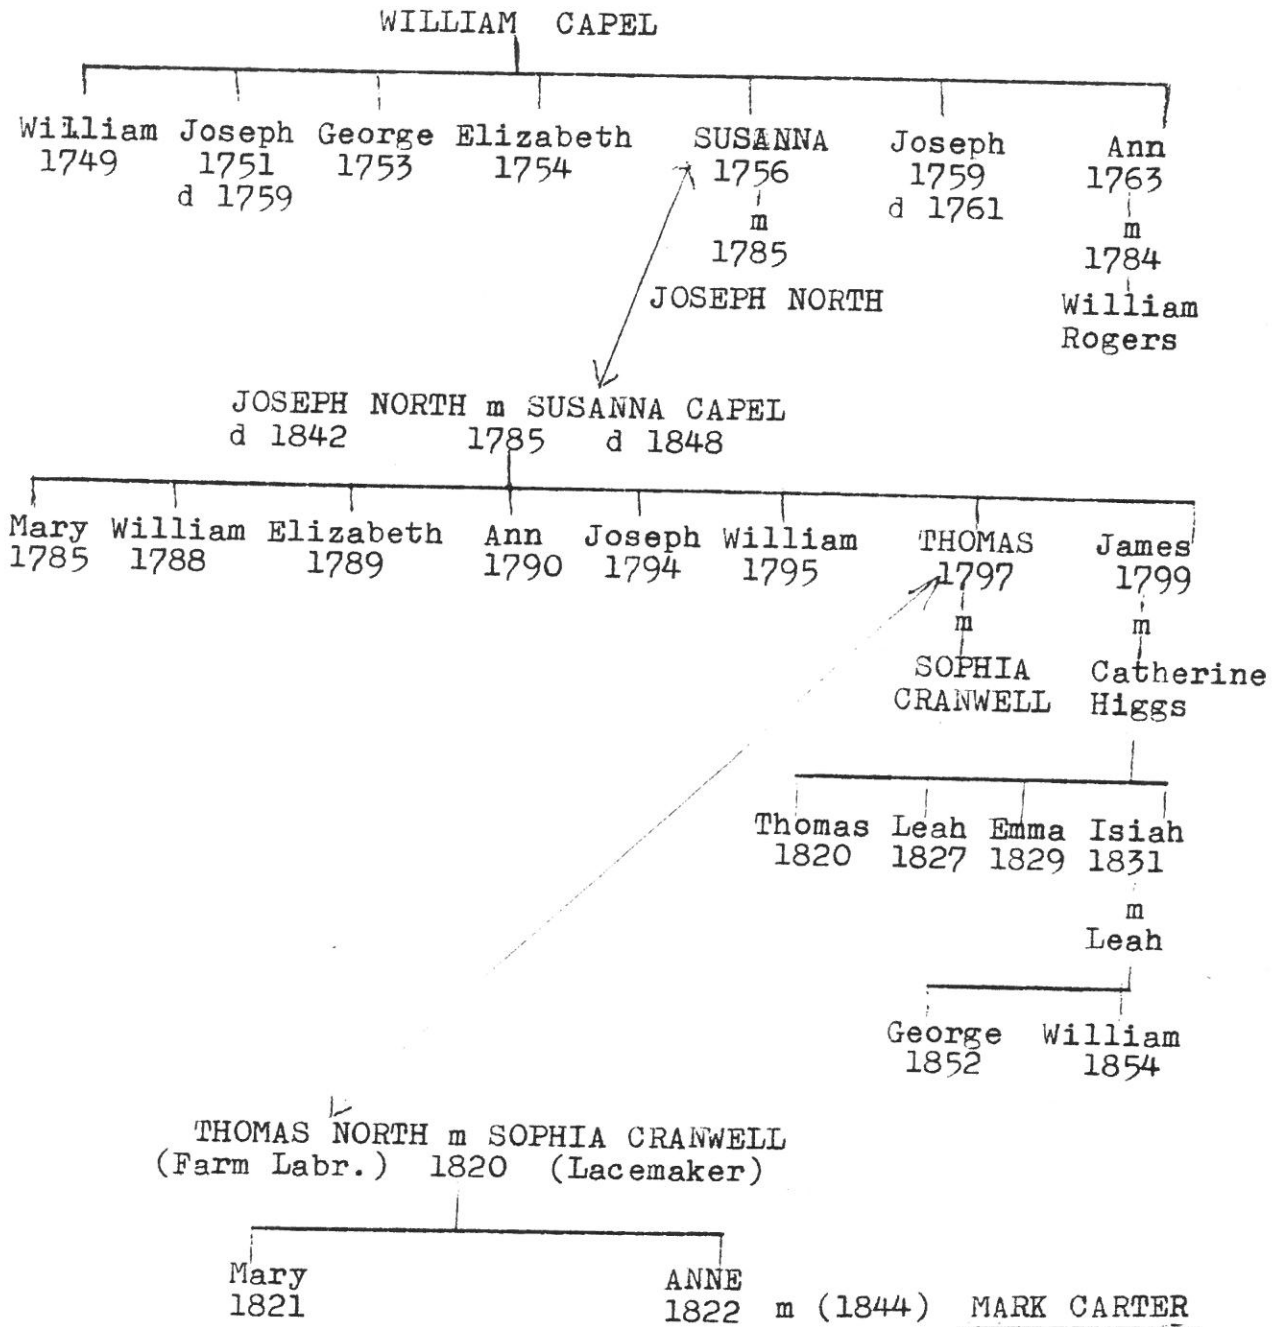 WILLIAM CAPEL
William Joseph George Elizabeth SUSANNA Joseph Ann
1749 1751 1753 1754 1756 1759 1763
d 1759 d 1761
m m
1785 1784
JOSEPH NORTH William
Rogers
JOSEPH NORTH m SUSANNA CAPEL
d 1842 1785 d 1848
Mary William Elizabeth Ann Joseph William THOMAS James
1785 1788 1789 1790 1794 1795 1797 1799
m m
SOPHIA Catherine
CRANWELL Higgs
Thomas Leah Emma Isiah
1820 1827 1829 1831
m
Leah
George William
1852 1854
THOMAS NORTH m SOPHIA CRANWELL
(Farm Labr.) 1820 (Lacemaker)
Mary ANNE
1821 1822 m (1844) MARK CARTER